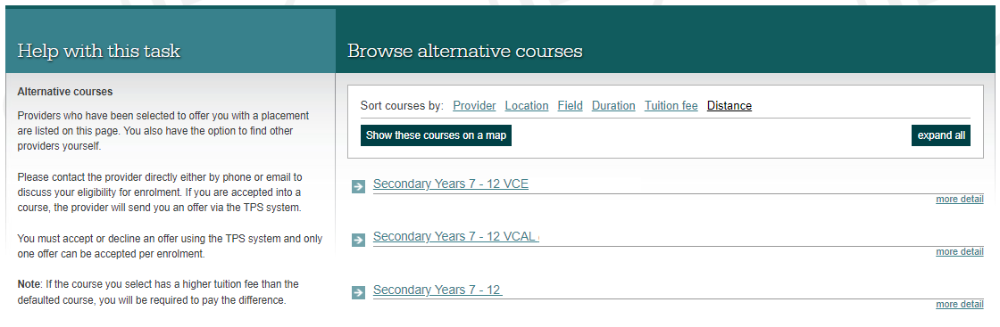 Help with this task
Alternative courses
Providers who have been selected to offer you with a placement
are listed on this page. You also have the option to find other
providers yourself.
Please contact the provider directly either by phone or email to
discuss your eligibility for enrolment. If you are accepted into a
course, the provider will send you an offer via the TPS system.
You must accept or decline an offer using the TPS system and only
one offer can be accepted per enrolment.
Note: If the course you select has a higher tuition fee than the
defaulted course, you will be required to pay the difference.
Browse alternative courses
Sort courses by: Provider Location Field Duration Tuition fee Distance
Show these courses on a map expand all
Secondary Years 7 - 12 VCE
more detail
Secondary Years 7 - 12 VCAL
more detail
Secondary Years 7 - 12
more detail